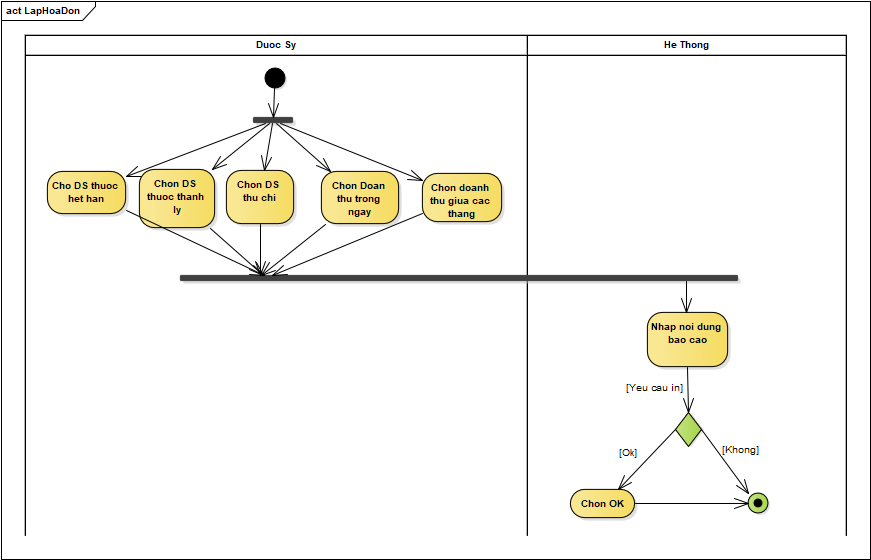 act LapHoaDon
Duoc Sy
He Thong
Cho DS thuoc
het han
Chon DS
thuoc thanh
ly
Chon DS
thu chi
Chon Doan
thu trong
ngay
Chon doanh
thu giua cac
thang
Nhap noi dung
bao cao
[Yeu cau in]
[Ok]
[Khong]
Chon OK